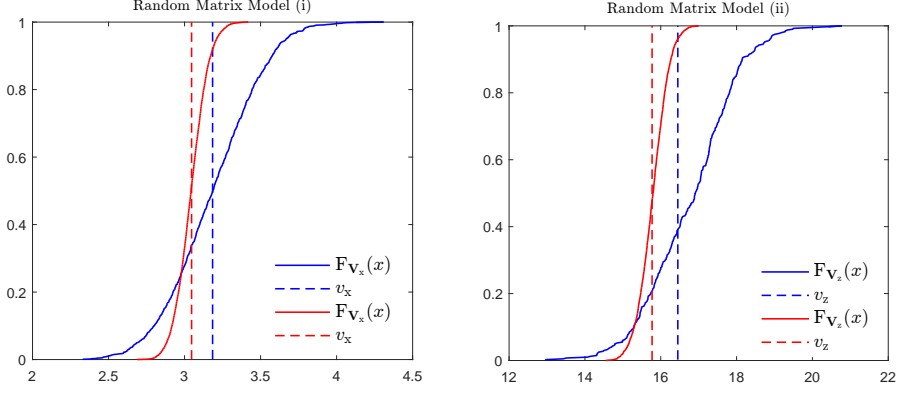 Random Matrix Model (i)
1
0.8
0.6
0.4
0.2
0
2
2.5
3
3.5
4
4.5
F_{V_x}(x)
v_x
F_{V_x}(x)
v_x
Random Matrix Model (ii)
1
0.8
0.6
0.4
0.2
0
12
14
16
18
20
22
F_{V_z}(x)
v_z
F_{V_z}(x)
v_z